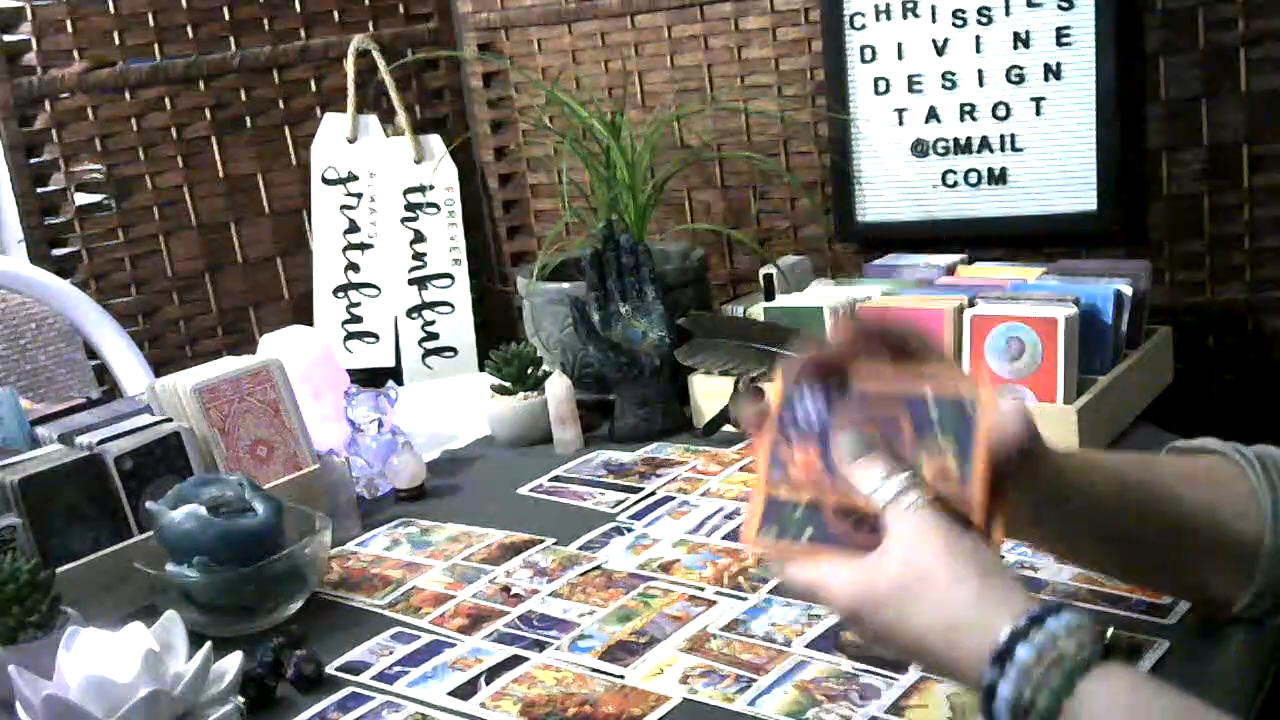 CHRISSIES
DIVINE
DESIGN
TAROT
@GMAIL
.COM
ALWAYS
grateful
FOREVER
thankful